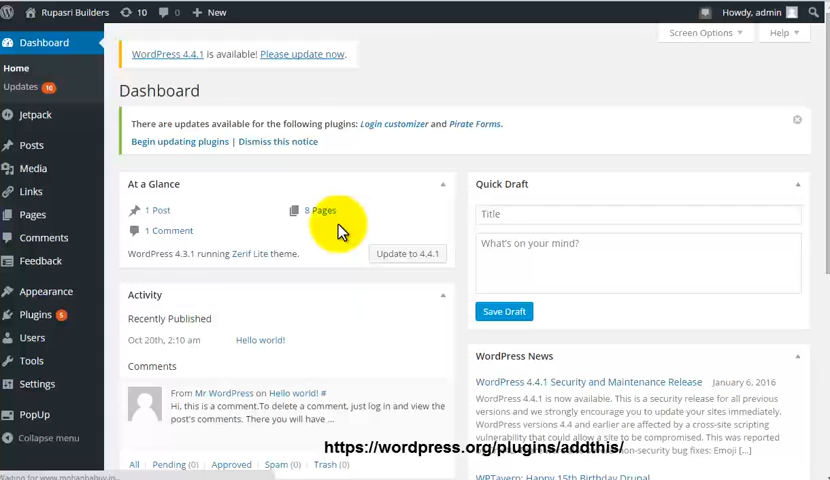 Rupasri Builders 10 0 New Howdy, admin
Dashboard
Screen Options Help
WordPress 4.4.1 is available! Please update now.
Home
Updates 10
Dashboard
Jetpack
There are updates available for the following plugins: Login customizer and Pirate Forms.
Begin updating plugins | Dismiss this notice
Posts
Media
Links
Pages
Comments
Feedback
Appearance
Plugins 5
Users
Tools
Settings
PopUp
Collapse menu
At a Glance
1 Post 8 Pages
1 Comment
WordPress 4.3.1 running Zerif Lite theme. Update to 4.4.1
Activity
Recently Published
Oct 20th, 2:10 am Hello world!
Comments
From Mr WordPress on Hello world! #
Hi, this is a comment.To delete a comment, just log in and view the
post's comments. There you will have ...
All | Pending (0) | Approved | Spam (0) | Trash (0)
Quick Draft
Title
What's on your mind?
Save Draft
WordPress News
WordPress 4.4.1 Security and Maintenance Release January 6, 2016
WordPress 4.4.1 is now available. This is a security release for all previous
versions and we strongly encourage you to update your sites immediately.
WordPress versions 4.4 and earlier are affected by a cross-site scripting
vulnerability that could allow a site to be compromised. This was reported
non-security bug fixes: Emoji [...]
WPTavern: Happy 15th Birthday Drupal
https://wordpress.org/plugins/addthis/